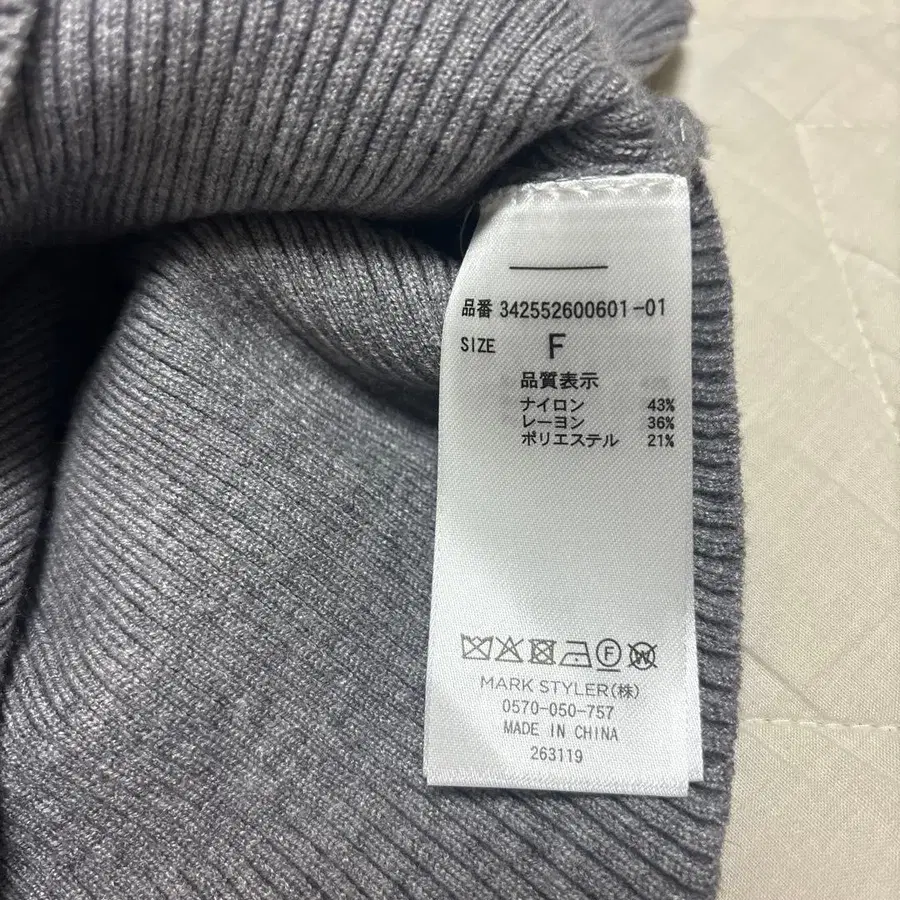 品番 342552600601-01
SIZE F
品質表示
ナイロン 43%
レーヨン 36%
ポリエステル 21%
F W
MARK STYLER(株)
0570-050-757
MADE IN CHINA
263119